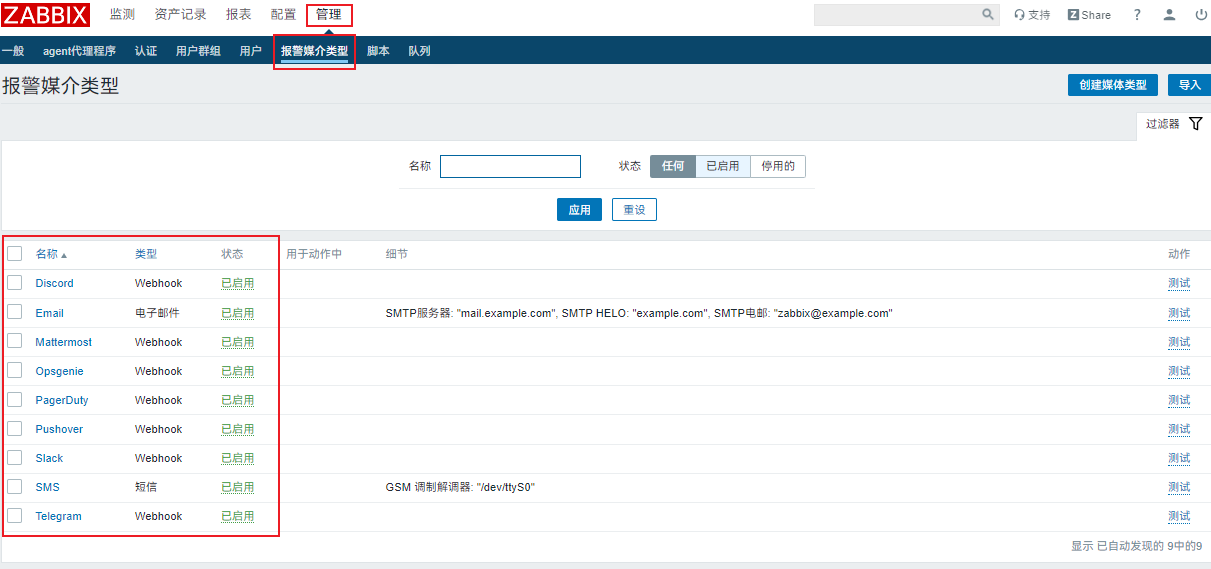 ZABBIX 监测 资产记录 报表 配置 管理 支持 Z Share ?
一般 agent代理程序 认证 用户群组 用户 报警媒介类型 脚本 队列
报警媒介类型 创建媒体类型 导入
过滤器
名称 状态 任何 已启用 停用的
应用 重设
名称 类型 状态 用于动作中 细节 动作
Discord Webhook 已启用 测试
Email 电子邮件 已启用 SMTP服务器: "mail.example.com", SMTP HELO: "example.com", SMTP电邮: "zabbix@example.com" 测试
Mattermost Webhook 已启用 测试
Opsgenie Webhook 已启用 测试
PagerDuty Webhook 已启用 测试
Pushover Webhook 已启用 测试
Slack Webhook 已启用 测试
SMS 短信 已启用 GSM 调制解调器: "/dev/ttyS0" 测试
Telegram Webhook 已启用 测试
显示 已自动发现的 9中的9